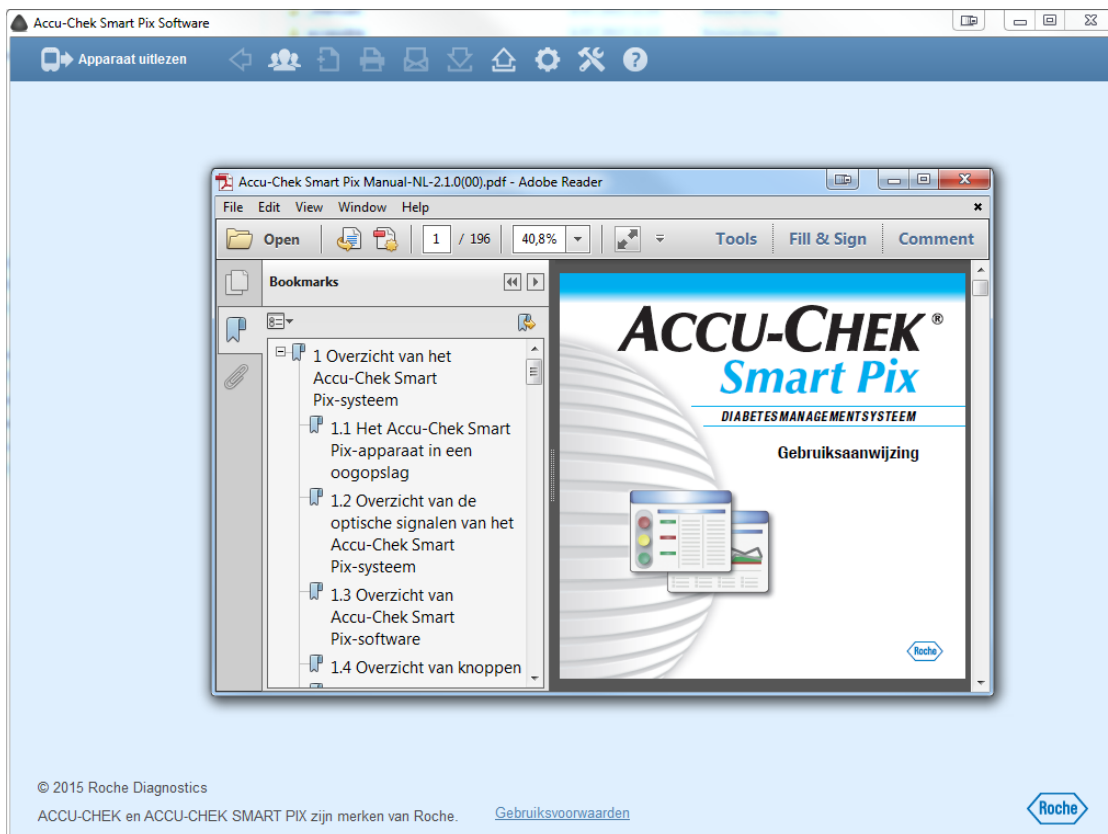 Accu-Chek Smart Pix Software
Apparaat uitlezen
Accu-Chek Smart Pix Manual-NL-2.1.0(00).pdf - Adobe Reader
File Edit View Window Help
Open 1 / 196 40,8% Tools Fill & Sign Comment
Bookmarks
1 Overzicht van het
Accu-Chek Smart
Pix-systeem
1.1 Het Accu-Chek Smart
Pix-apparaat in een
oogopslag
1.2 Overzicht van de
optische signalen van het
Accu-Chek Smart
Pix-systeem
1.3 Overzicht van
Accu-Chek Smart
Pix-software
1.4 Overzicht van knoppen
ACCU-CHEK®
Smart Pix
DIABETESMANAGEMENTSYSTEEM
Gebruiksaanwijzing
Roche
© 2015 Roche Diagnostics
ACCU-CHEK en ACCU-CHEK SMART PIX zijn merken van Roche. Gebruiksvoorwaarden
Roche